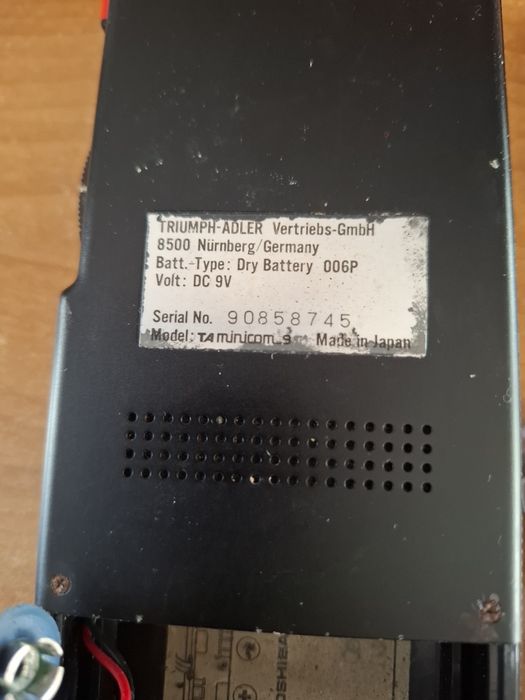 TRIUMPH-ADLER Vertriebs-GmbH
8500 Nürnberg/Germany
Batt.-Type: Dry Battery 006P
Volt: DC 9V
Serial No. 90858745
Model: TA minicom_9 Made in Japan